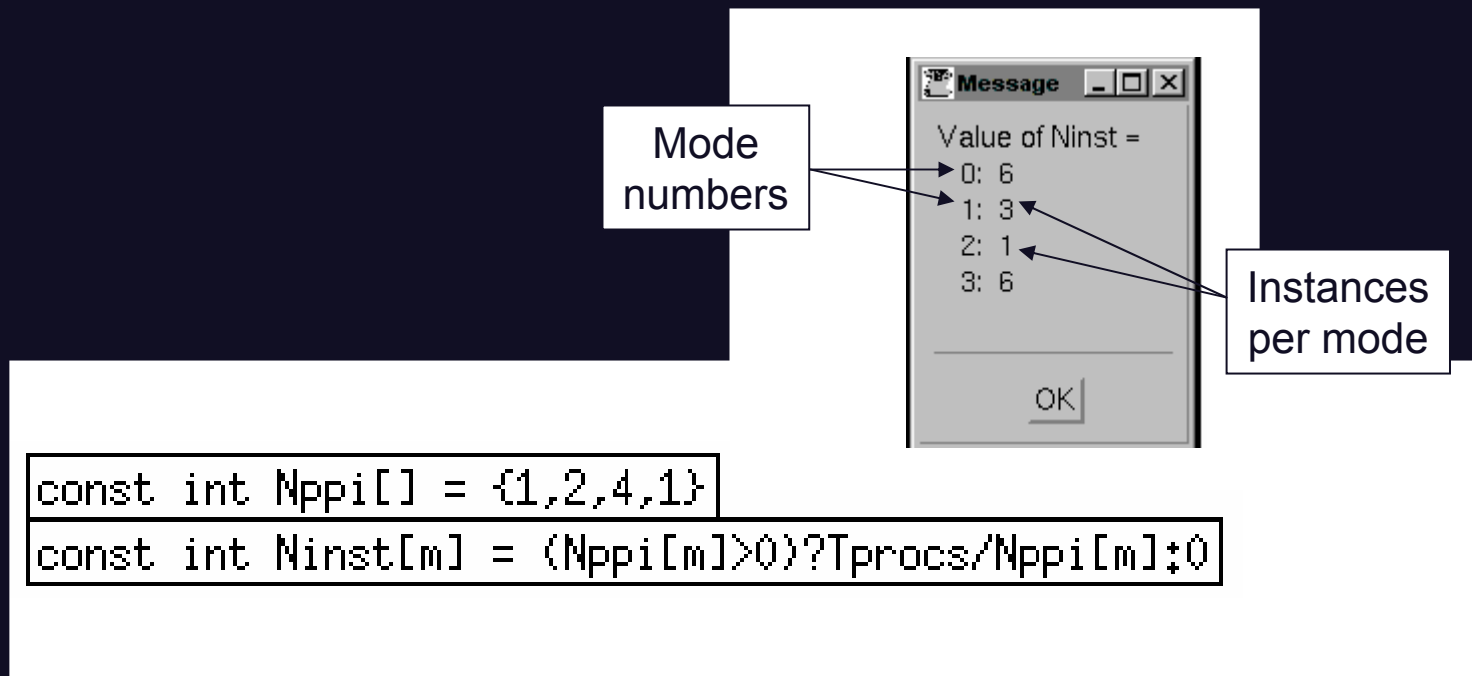 Message
Value of Ninst =
0: 6
1: 3
2: 1
3: 6
OK
Mode
numbers
Instances
per mode
const int Nppi[] = {1,2,4,1}
const int Ninst[m] = (Nppi[m]>0)?Tprocs/Nppi[m]:0